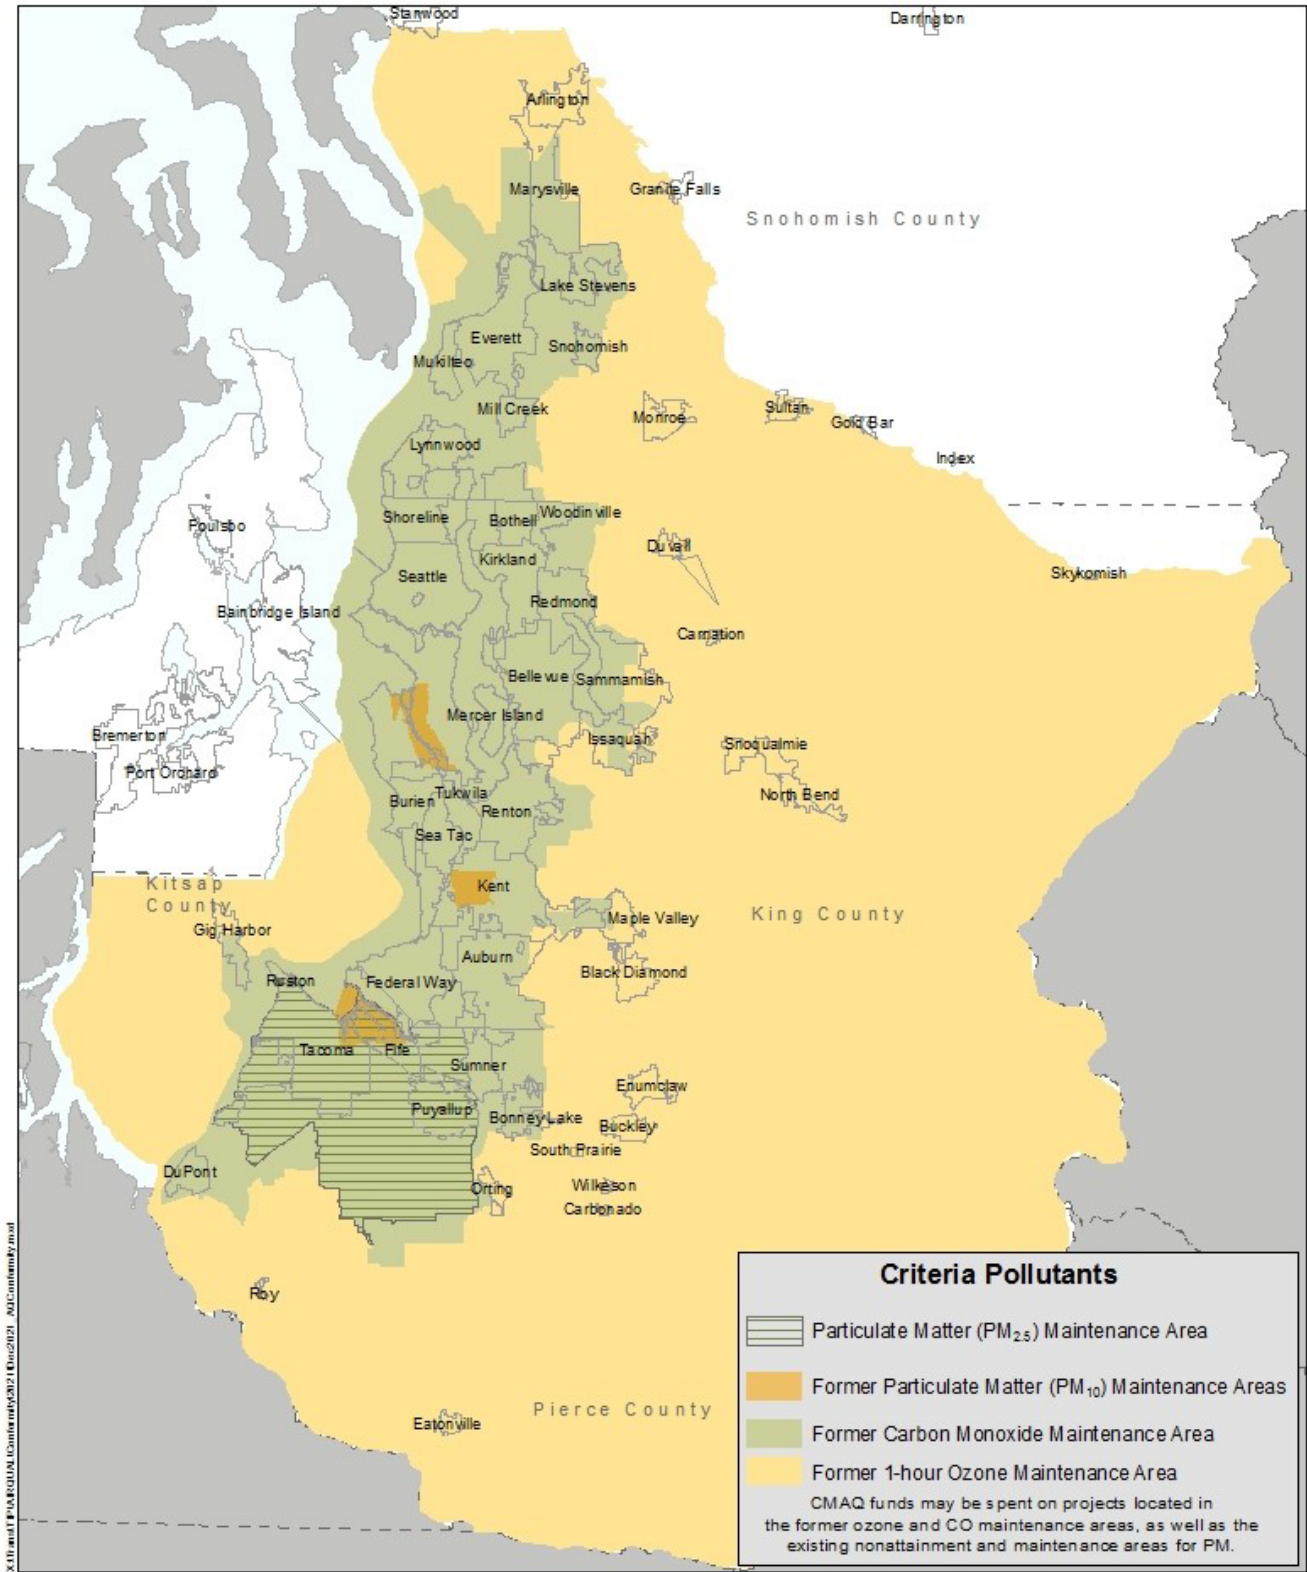 Stanwood
Darrington
Arlington
Marysville
Granite Falls
Snohomish County
Lake Stevens
Everett
Snohomish
Mukilteo
Mill Creek
Monroe
Sultan
Gold Bar
Lynnwood
Index
Shoreline
Bothell
Woodinville
Poulsbo
Duvall
Kirkland
Seattle
Skykomish
Redmond
Bainbridge Island
Carnation
Bellevue
Sammamish
Mercer Island
Bremerton
Issaquah
Snoqualmie
Port Orchard
North Bend
Tukwila
Burien
Renton
Sea Tac
Kent
Kitsap
County
Maple Valley
King County
Gig Harbor
Auburn
Black Diamond
Ruston
Federal Way
Tacoma
Fife
Sumner
Enumclaw
Puyallup
Bonney Lake
Buckley
South Prairie
DuPont
Orting
Wilkeson
Carbonado
Roy
Pierce County
Eatonville
Criteria Pollutants
Particulate Matter (PM2.5) Maintenance Area
Former Particulate Matter (PM10) Maintenance Areas
Former Carbon Monoxide Maintenance Area
Former 1-hour Ozone Maintenance Area
CMAQ funds may be spent on projects located in
the former ozone and CO maintenance areas, as well as the
existing nonattainment and maintenance areas for PM.